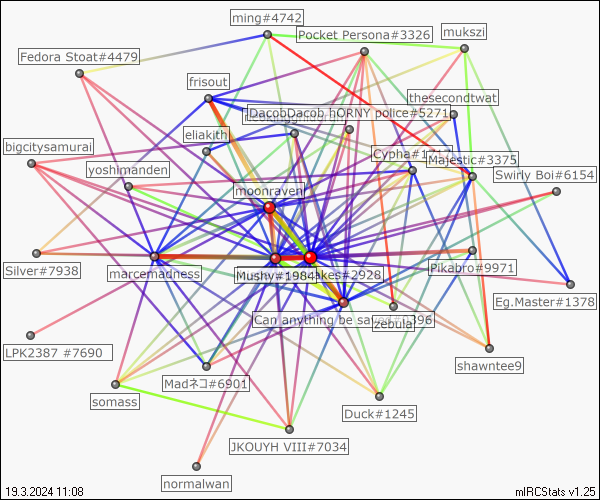 ming#4742
Pocket Persona#3326
mukszi
Fedora Stoat#4479
frisout
thesecondtwat
DacobDacob
hORNY police#5271
eliakith
bigcitysamurai
Cypha#1717
Majestic#3375
yoshimanden
Swirly Boi#6154
moonraven
Silver#7938
marcemadness
Mushy#1984
akes#2928
Pikabro#9971
Eg.Master#1378
Can anything be saved?#1396
zebula
LPK2387 #7690
shawntee9
Madネコ#6901
somass
Duck#1245
JKOUYH VIII#7034
normalwan
19.3.2024 11:08
mIRCStats v1.25